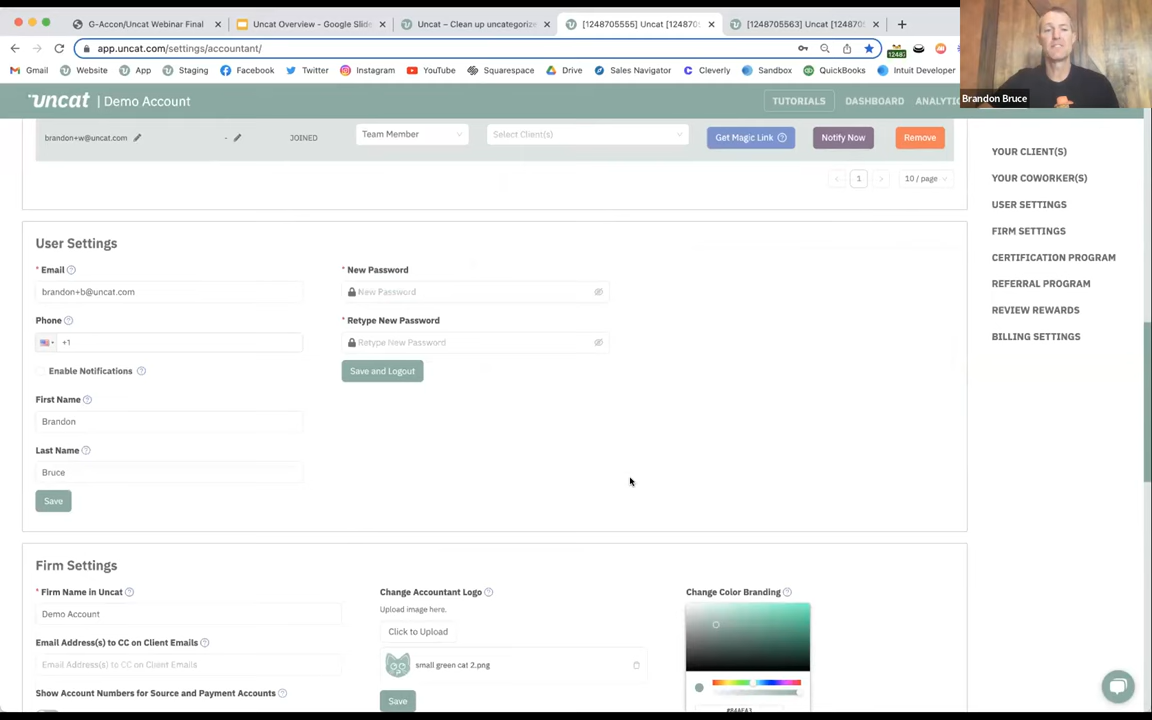 G-Accon/Uncat Webinar Final
Uncat Overview - Google Slide
Uncat – Clean up uncategorize
[1248705555] Uncat [124870
[1248705563] Uncat [1248705
app.uncat.com/settings/accountant/
Gmail
Website
App
Staging
Facebook
Twitter
Instagram
YouTube
Squarespace
Drive
Sales Navigator
Cleverly
Sandbox
QuickBooks
Intuit Developer
Brandon Bruce
uncat | Demo Account
TUTORIALS
DASHBOARD
ANALYTI
brandon+w@uncat.com
-
JOINED
Team Member
Select Client(s)
Get Magic Link
Notify Now
Remove
1
10 / page
YOUR CLIENT(S)
YOUR COWORKER(S)
USER SETTINGS
FIRM SETTINGS
CERTIFICATION PROGRAM
REFERRAL PROGRAM
REVIEW REWARDS
BILLING SETTINGS
User Settings
* Email
brandon+b@uncat.com
* New Password
New Password
Phone
+1
* Retype New Password
Retype New Password
Enable Notifications
Save and Logout
First Name
Brandon
Last Name
Bruce
Save
Firm Settings
* Firm Name in Uncat
Demo Account
Change Accountant Logo
Upload image here.
Click to Upload
Change Color Branding
Email Address(s) to CC on Client Emails
Email Address(s) to CC on Client Emails
small green cat 2.png
Show Account Numbers for Source and Payment Accounts
Save